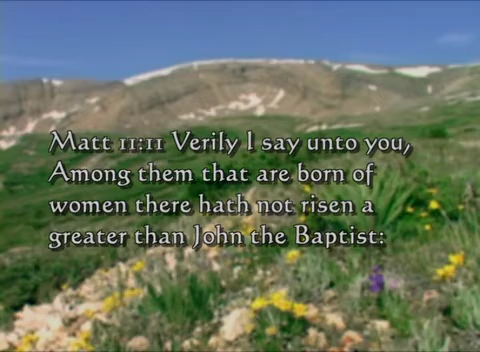 Matt 11:11 Verily I say unto you,
Among them that are born of
women there hath not risen a
greater than John the Baptist: